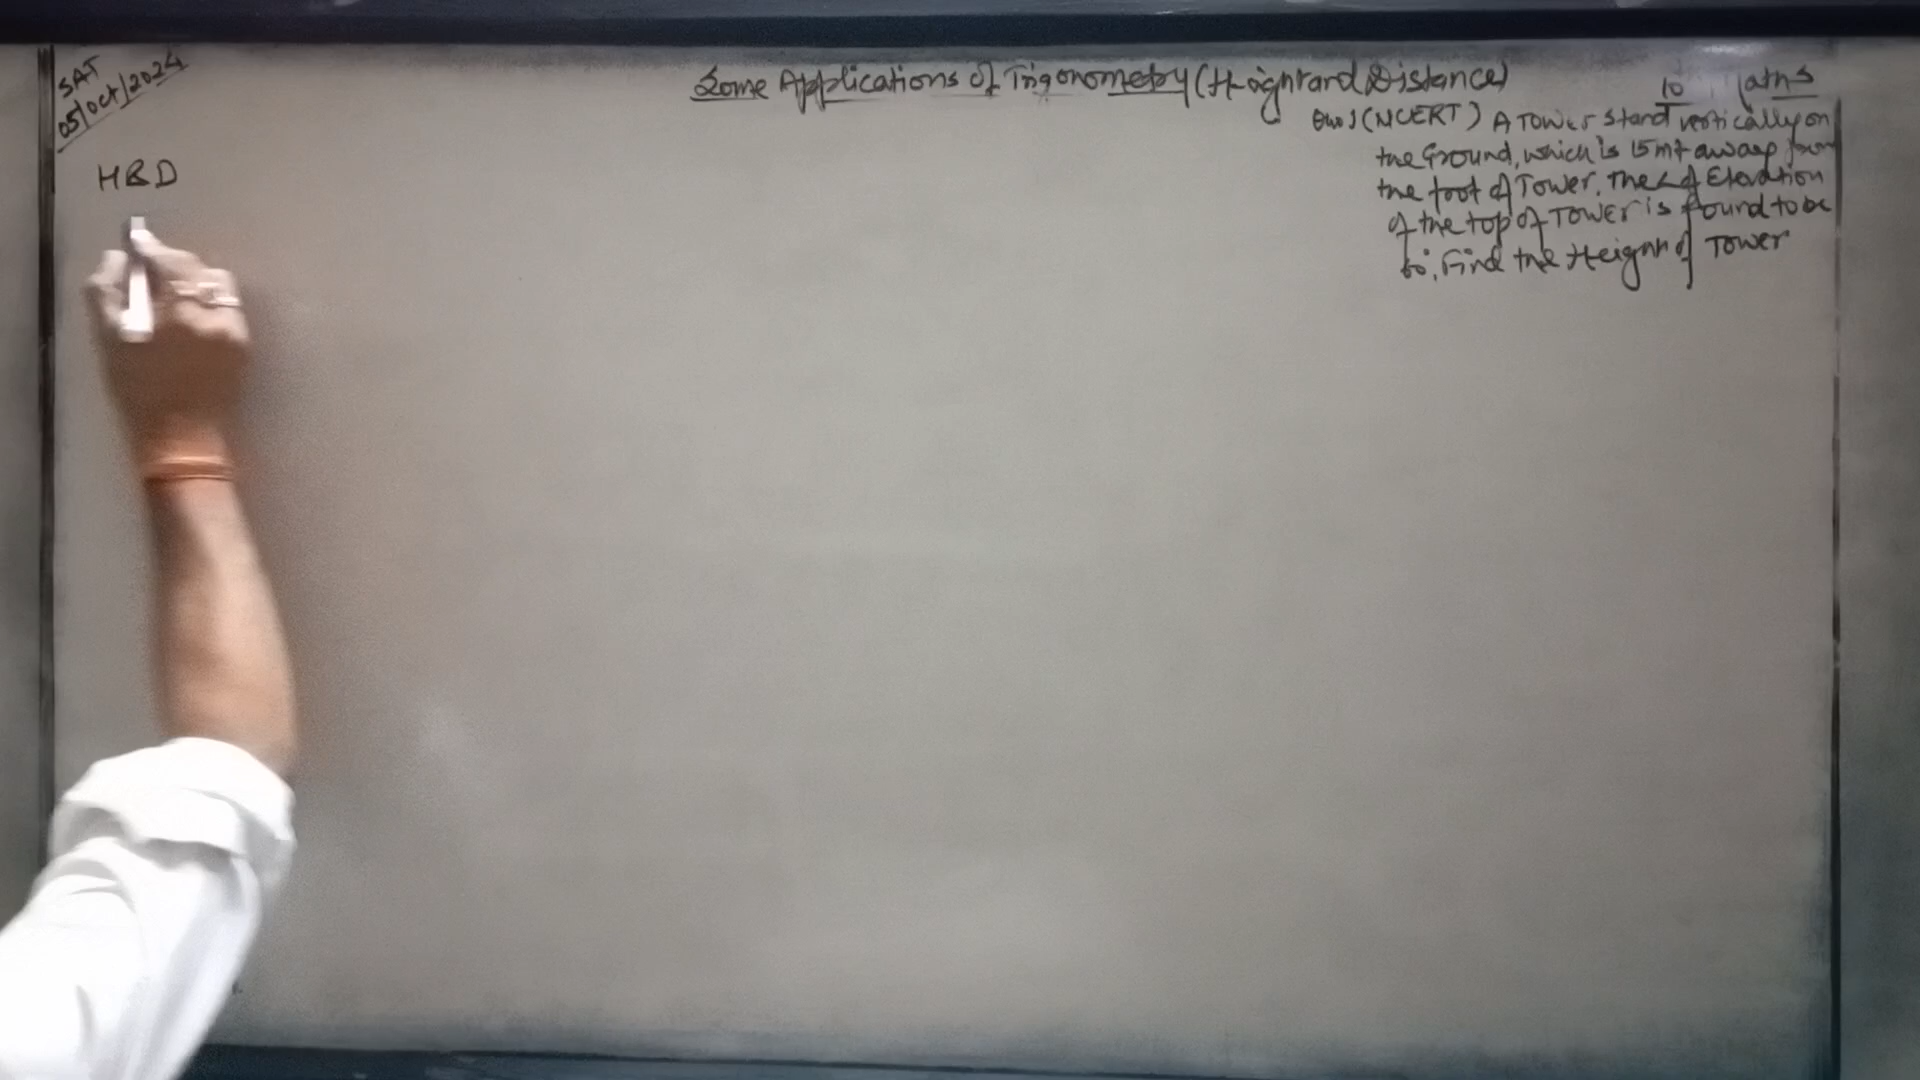 SAT
05/Oct/2024
Some Applications of Trigonometry (Height and Distance)
10 Maths
HBD
Ques 1 (NCERT) A TOWER Stand vertically on
the Ground, which is 15 mt away from
the foot of Tower. The ∠ of Elevation
of the top of TOWER is found to be
60°. Find the Height of Tower